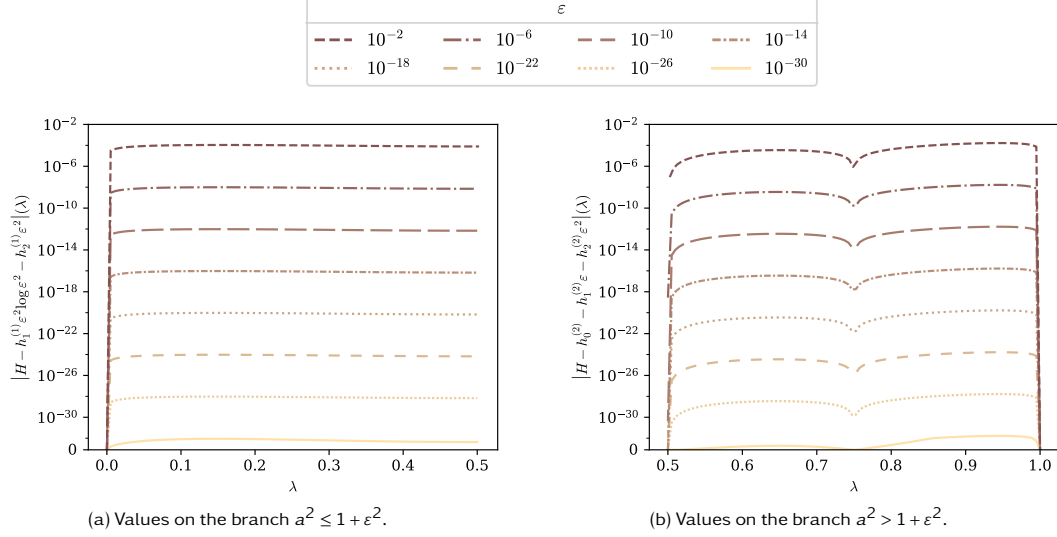 ε
10⁻² 10⁻⁶ 10⁻¹⁰ 10⁻¹⁴
10⁻¹⁸ 10⁻²² 10⁻²⁶ 10⁻³⁰
|H − h₁⁽¹⁾ε² log ε² − h₂⁽¹⁾ε²|(λ)
10⁻²
10⁻⁶
10⁻¹⁰
10⁻¹⁴
10⁻¹⁸
10⁻²²
10⁻²⁶
10⁻³⁰
0
0.0 0.1 0.2 0.3 0.4 0.5
λ
(a) Values on the branch a² ≤ 1 + ε².
|H − h₀⁽²⁾ − h₁⁽²⁾ε − h₂⁽²⁾ε²|(λ)
10⁻²
10⁻⁶
10⁻¹⁰
10⁻¹⁴
10⁻¹⁸
10⁻²²
10⁻²⁶
10⁻³⁰
0
0.5 0.6 0.7 0.8 0.9 1.0
λ
(b) Values on the branch a² > 1 + ε².